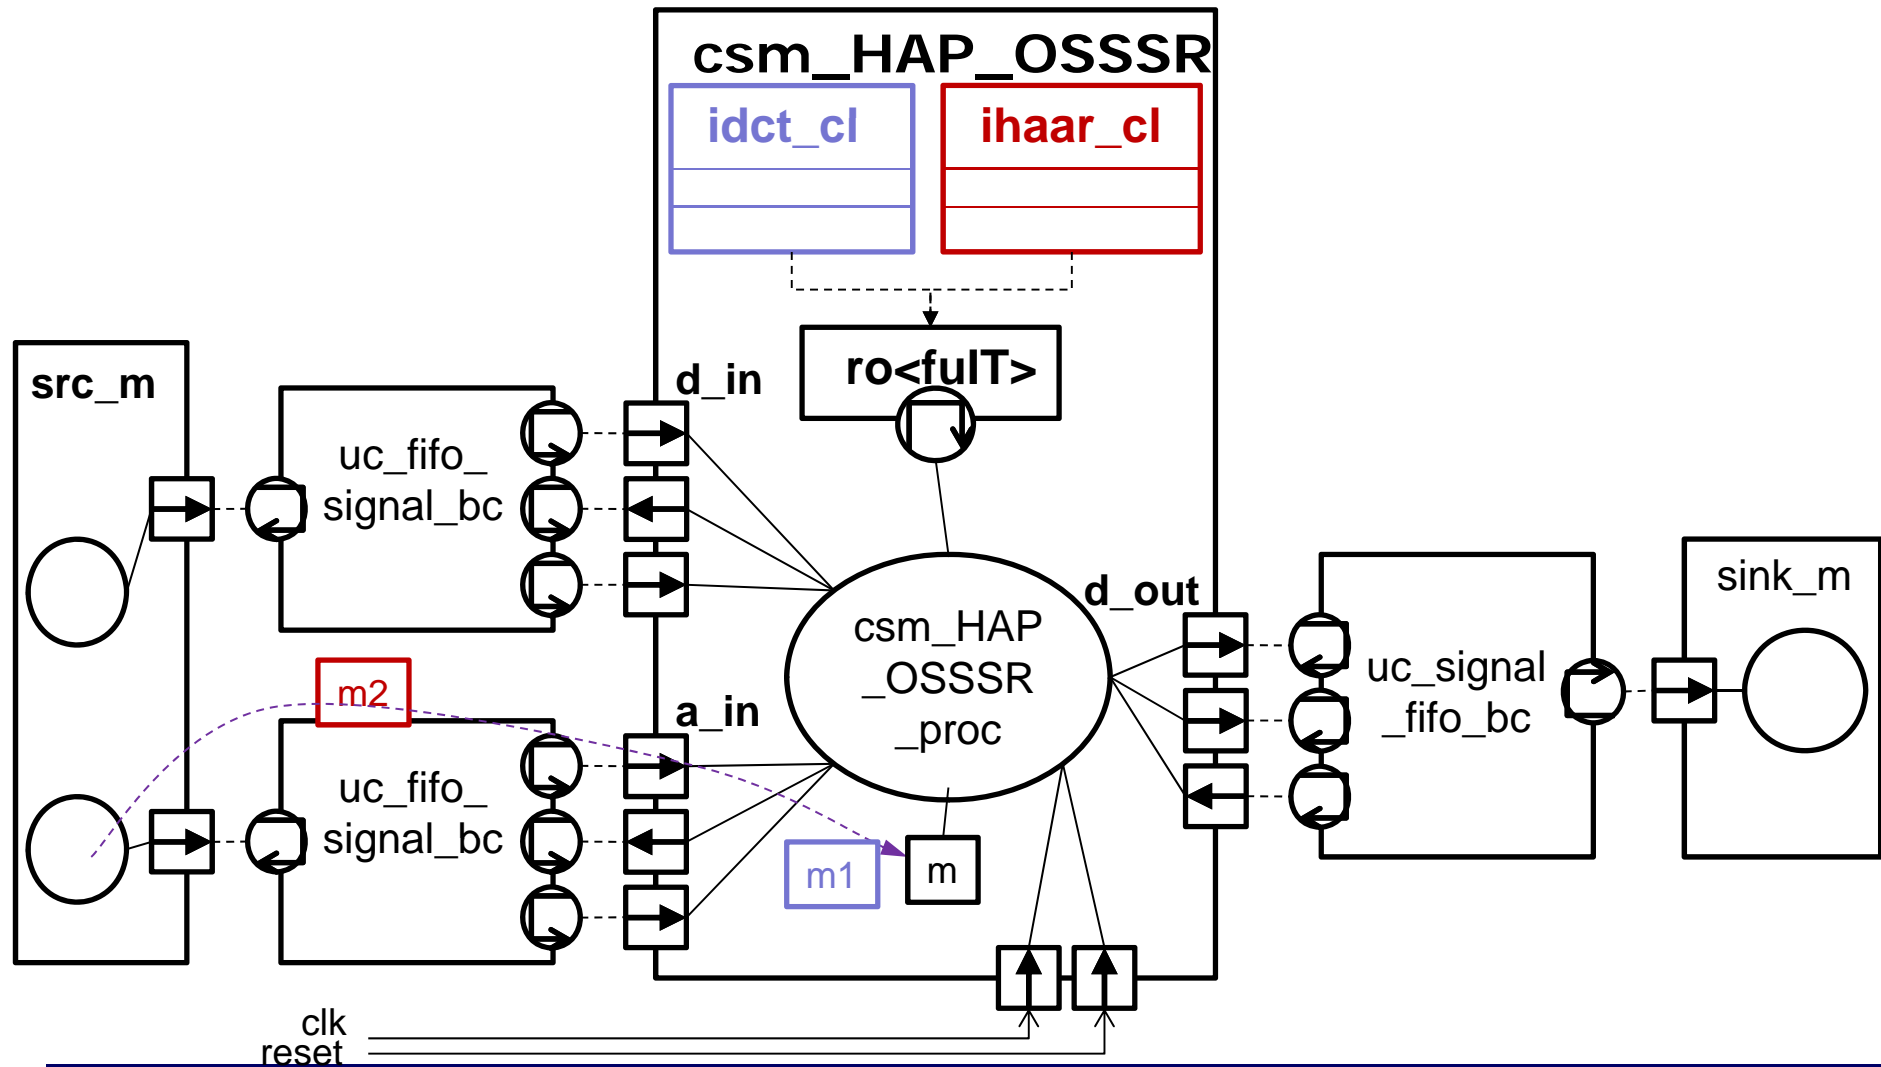 csm_HAP_OSSSR
idct_cl
ihaar_cl
ro<fulT>
src_m
d_in
uc_fifo_
signal_bc
csm_HAP
_OSSSR
_proc
d_out
sink_m
uc_signal
_fifo_bc
m2
a_in
uc_fifo_
signal_bc
m1
m
clk
reset